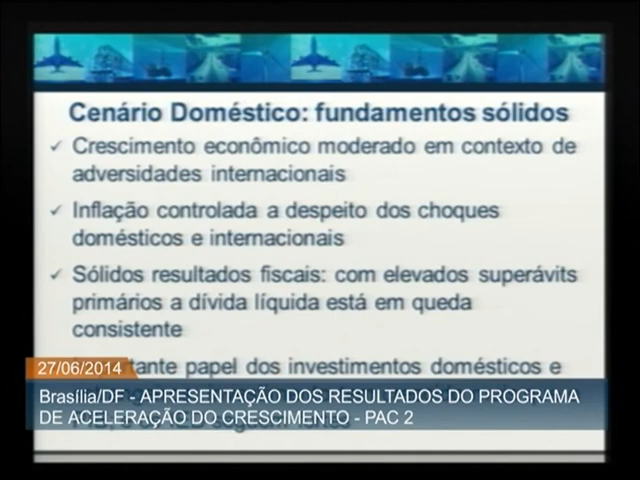 Cenário Doméstico: fundamentos sólidos
✓ Crescimento econômico moderado em contexto de
adversidades internacionais
✓ Inflação controlada a despeito dos choques
domésticos e internacionais
✓ Sólidos resultados fiscais: com elevados superávits
primários a dívida líquida está em queda
consistente
papel dos investimentos domésticos e
27/06/2014
Brasília/DF - APRESENTAÇÃO DOS RESULTADOS DO PROGRAMA
DE ACELERAÇÃO DO CRESCIMENTO - PAC 2